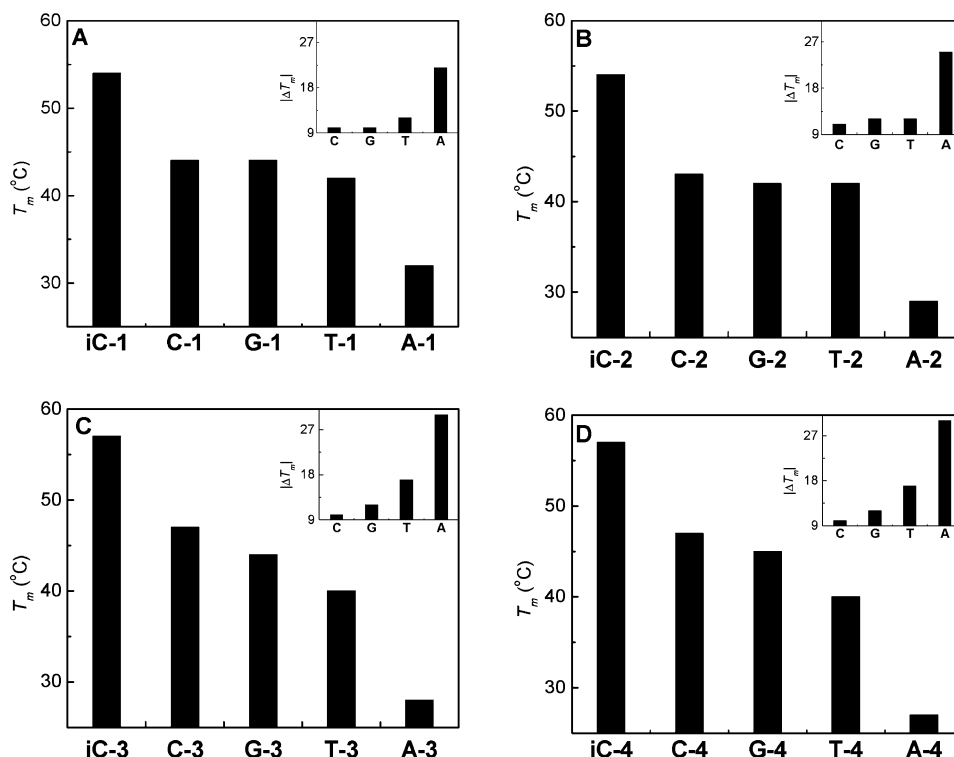 A
60
50
40
30
Tm (°C)
iC-1 C-1 G-1 T-1 A-1
27
18
9
|ΔTm|
C G T A
B
60
50
40
30
Tm (°C)
iC-2 C-2 G-2 T-2 A-2
27
18
9
|ΔTm|
C G T A
C
60
50
40
30
Tm (°C)
iC-3 C-3 G-3 T-3 A-3
27
18
9
|ΔTm|
C G T A
D
60
50
40
30
Tm (°C)
iC-4 C-4 G-4 T-4 A-4
27
18
9
|ΔTm|
C G T A